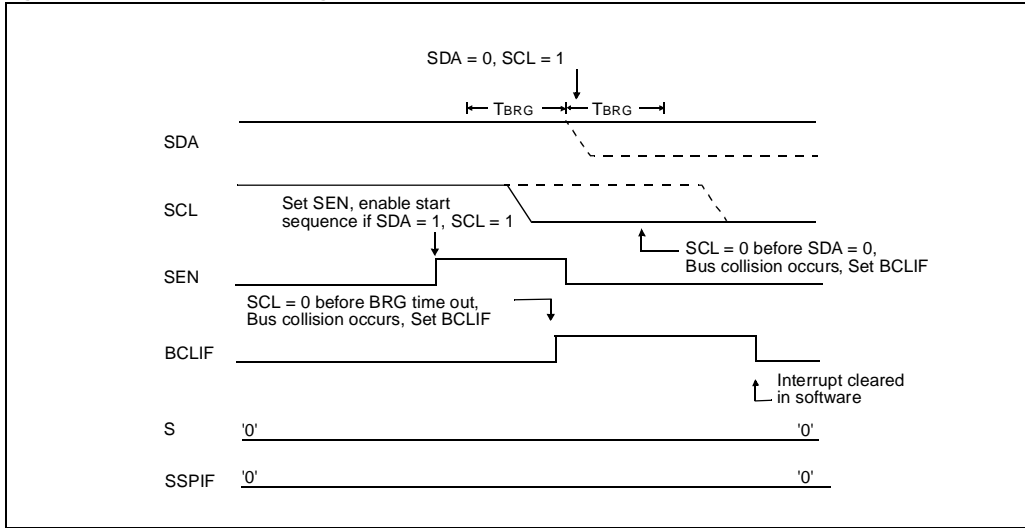 SDA = 0, SCL = 1
TBRG TBRG
SDA
SCL
Set SEN, enable start
sequence if SDA = 1, SCL = 1
SCL = 0 before SDA = 0,
Bus collision occurs, Set BCLIF
SEN
SCL = 0 before BRG time out,
Bus collision occurs, Set BCLIF
BCLIF
Interrupt cleared
in software
S '0' '0'
SSPIF '0' '0'